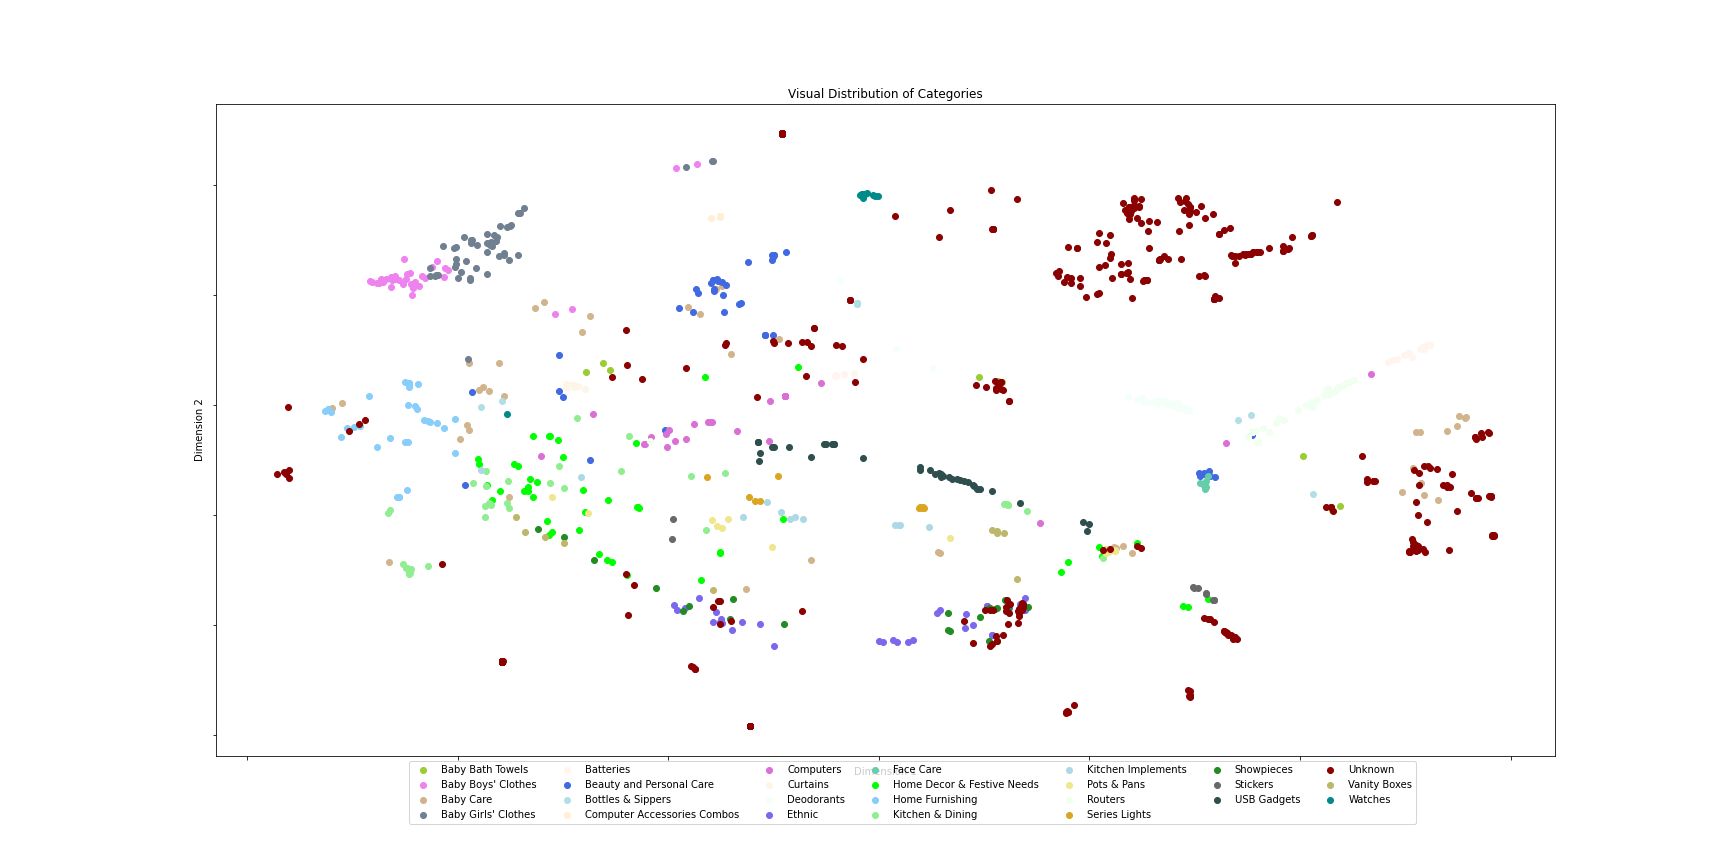 Visual Distribution of Categories
Dimension 2
Dimension
Baby Bath Towels
Baby Boys' Clothes
Baby Care
Baby Girls' Clothes
Batteries
Beauty and Personal Care
Bottles & Sippers
Computer Accessories Combos
Computers
Curtains
Deodorants
Ethnic
Face Care
Home Decor & Festive Needs
Home Furnishing
Kitchen & Dining
Kitchen Implements
Pots & Pans
Routers
Series Lights
Showpieces
Stickers
USB Gadgets
Unknown
Vanity Boxes
Watches